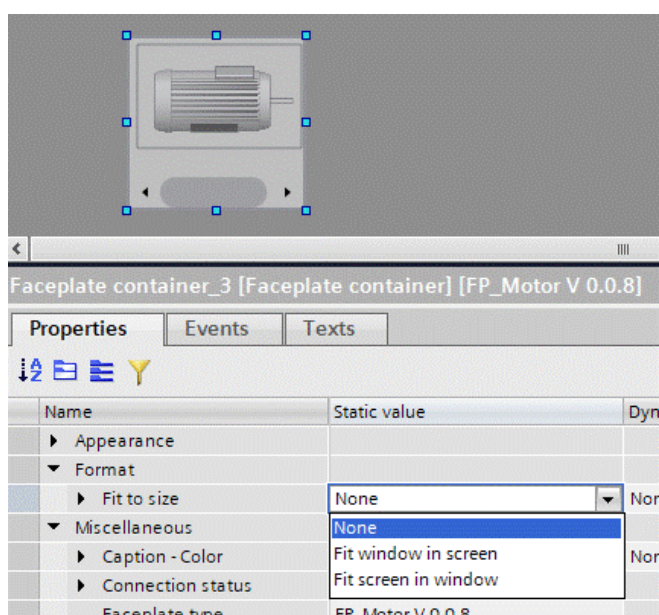 Faceplate container_3 [Faceplate container] [FP_Motor V 0.0.8]
Properties Events Texts
Name Static value Dyn
Appearance
Format
Fit to size None Nor
Miscellaneous None
Caption - Color Fit window in screen Nor
Connection status Fit screen in window
Faceplate type FP_Motor V 0.0.8